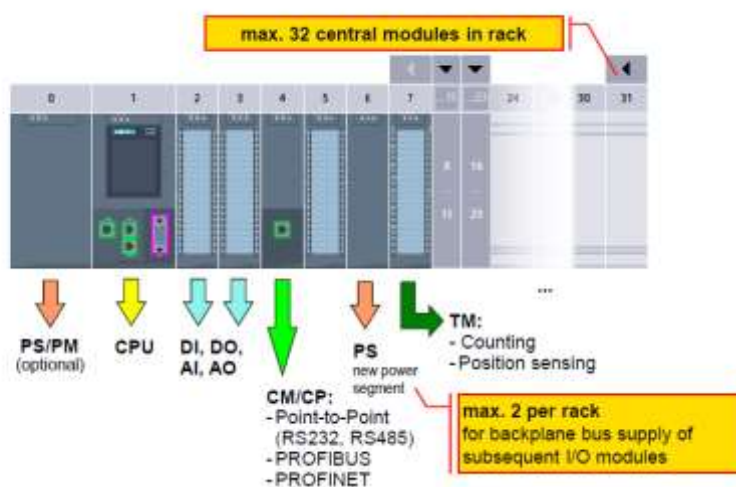 max. 32 central modules in rack
0 1 2 3 4 5 6 7 24 30 31
8 16
PS/PM
(optional)
CPU
DI, DO,
AI, AO
CM/CP:
- Point-to-Point
(RS232, RS485)
- PROFIBUS
- PROFINET
PS
new power
segment
...
TM:
- Counting
- Position sensing
max. 2 per rack
for backplane bus supply of
subsequent I/O modules